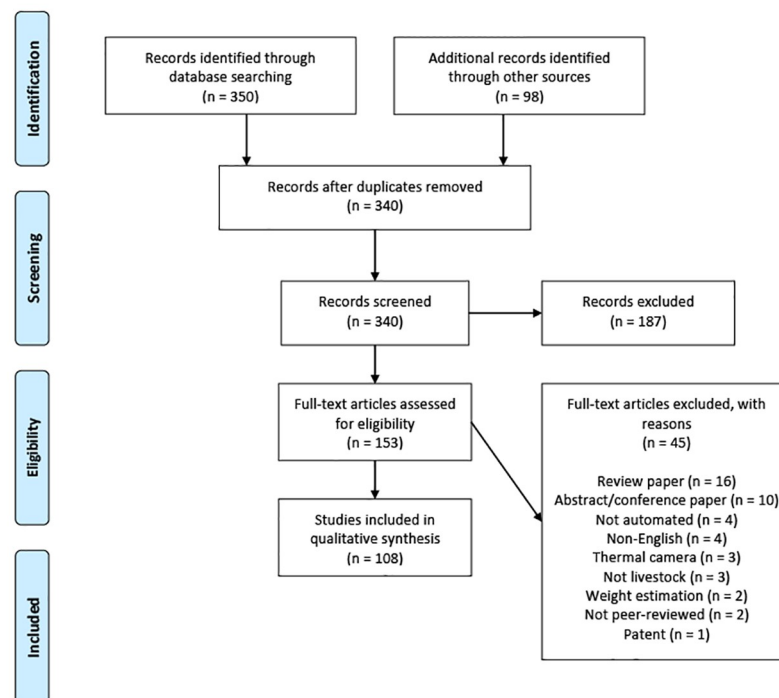 Identification
Records identified through
database searching
(n = 350)
Additional records identified
through other sources
(n = 98)
Records after duplicates removed
(n = 340)
Screening
Records screened
(n = 340)
Records excluded
(n = 187)
Eligibility
Full-text articles assessed
for eligibility
(n = 153)
Full-text articles excluded, with
reasons
(n = 45)
Review paper (n = 16)
Abstract/conference paper (n = 10)
Not automated (n = 4)
Non-English (n = 4)
Thermal camera (n = 3)
Not livestock (n = 3)
Weight estimation (n = 2)
Not peer-reviewed (n = 2)
Patent (n = 1)
Studies included in
qualitative synthesis
(n = 108)
Included